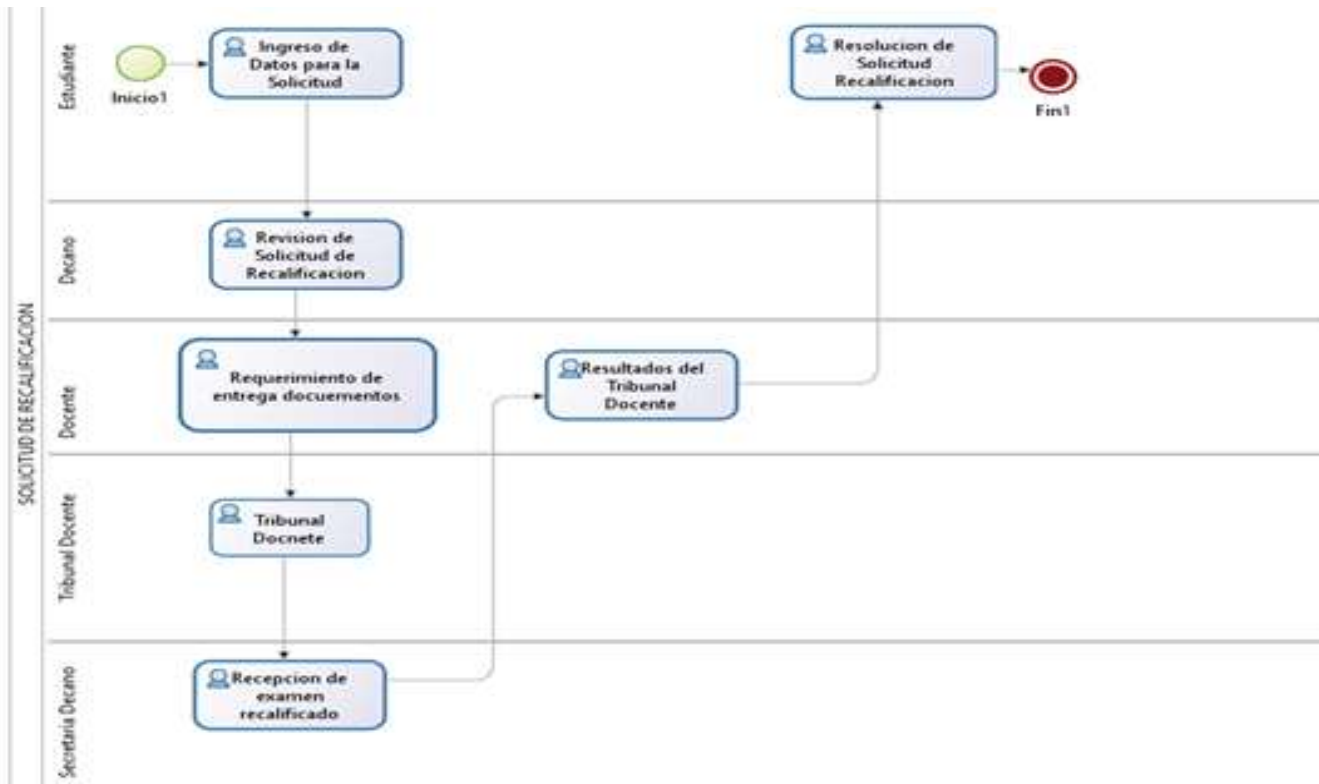 SOLICITUD DE RECALIFICACION
Estudiante
Inicio1
Ingreso de
Datos para la
Solicitud
Resolucion de
Solicitud
Recalificacion
Fin1
Decano
Revision de
Solicitud de
Recalificacion
Docente
Requerimiento de
entrega docuementos
Resultados del
Tribunal
Docente
Tribunal Docente
Tribunal
Docnete
Secretaria Decano
Recepcion de
examen
recalificado